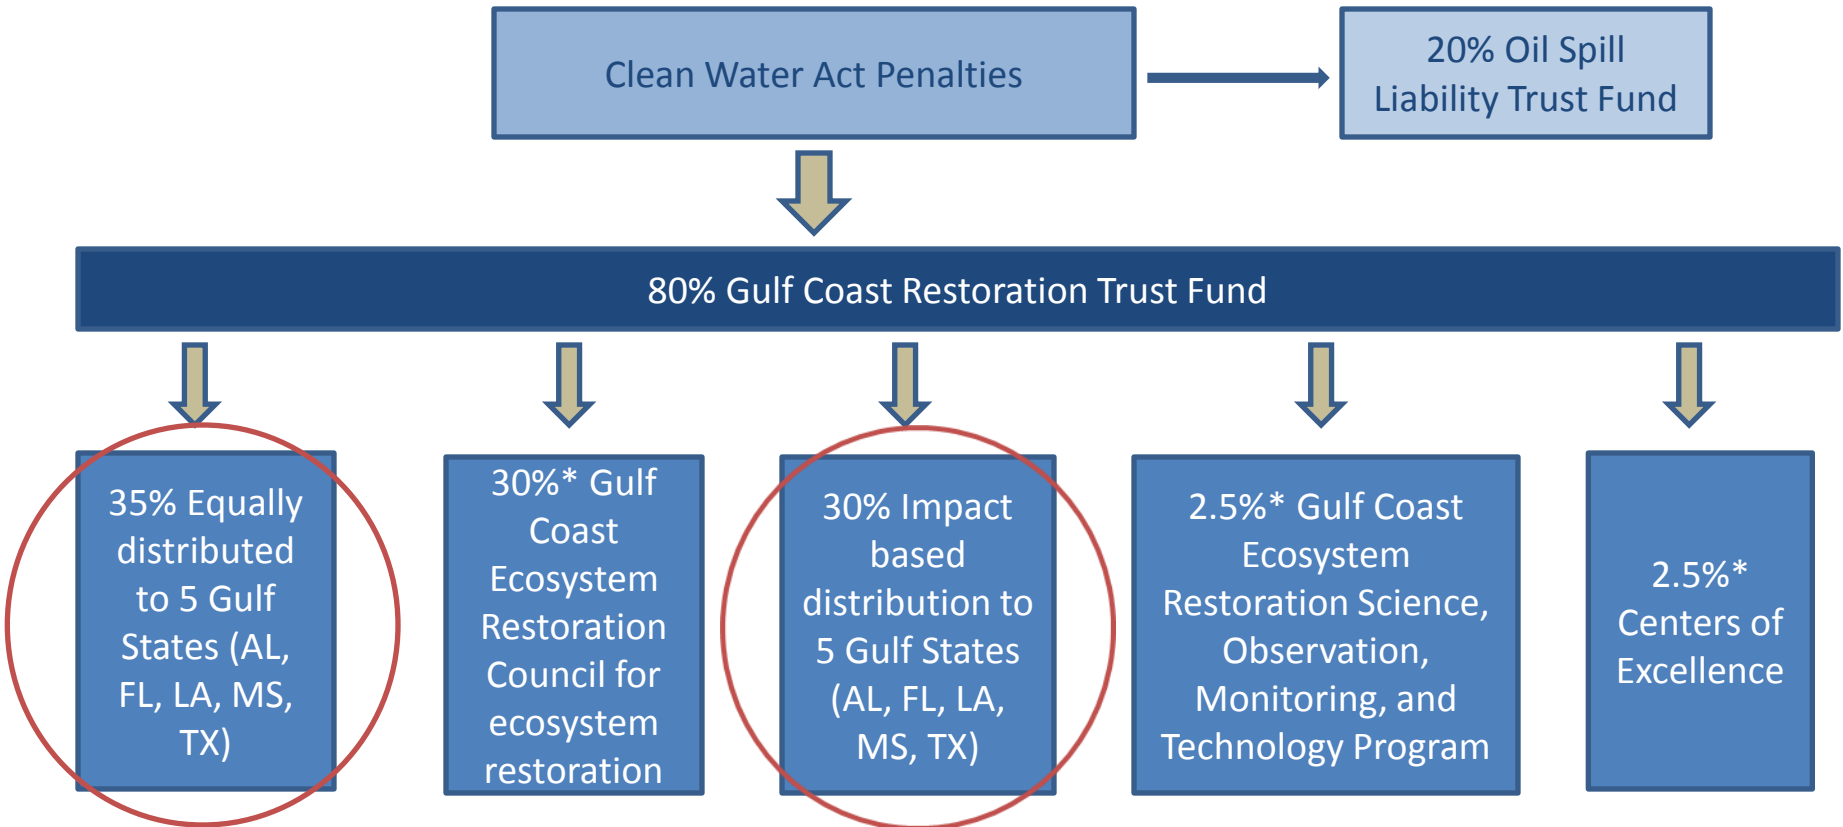 Clean Water Act Penalties
20% Oil Spill
Liability Trust Fund
80% Gulf Coast Restoration Trust Fund
35% Equally
distributed
to 5 Gulf
States (AL,
FL, LA, MS,
TX)
30%* Gulf
Coast
Ecosystem
Restoration
Council for
ecosystem
restoration
30% Impact
based
distribution to
5 Gulf States
(AL, FL, LA,
MS, TX)
2.5%* Gulf Coast
Ecosystem
Restoration Science,
Observation,
Monitoring, and
Technology Program
2.5%*
Centers of
Excellence